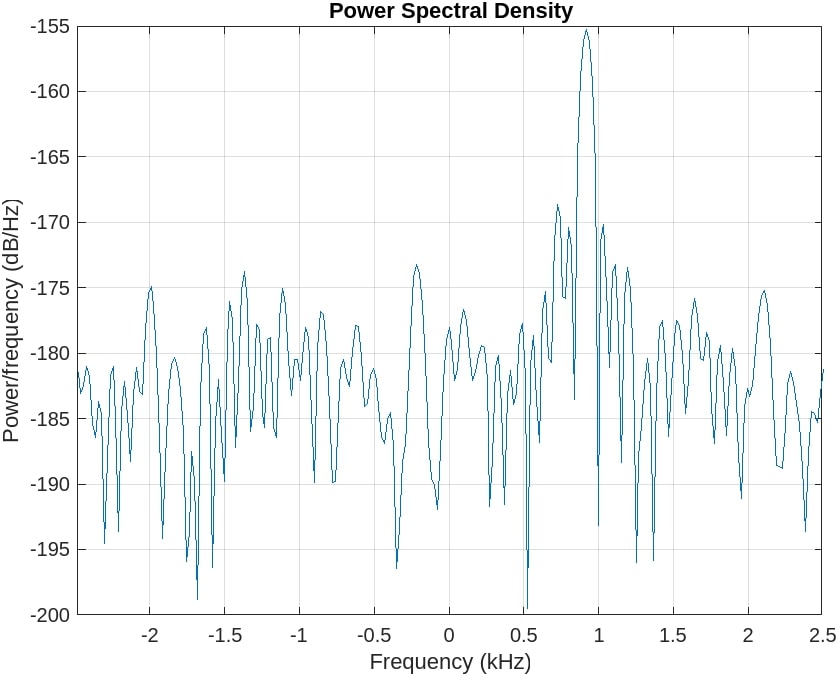 Power Spectral Density
Power/frequency (dB/Hz)
-155
-160
-165
-170
-175
-180
-185
-190
-195
-200
-2 -1.5 -1 -0.5 0 0.5 1 1.5 2 2.5
Frequency (kHz)